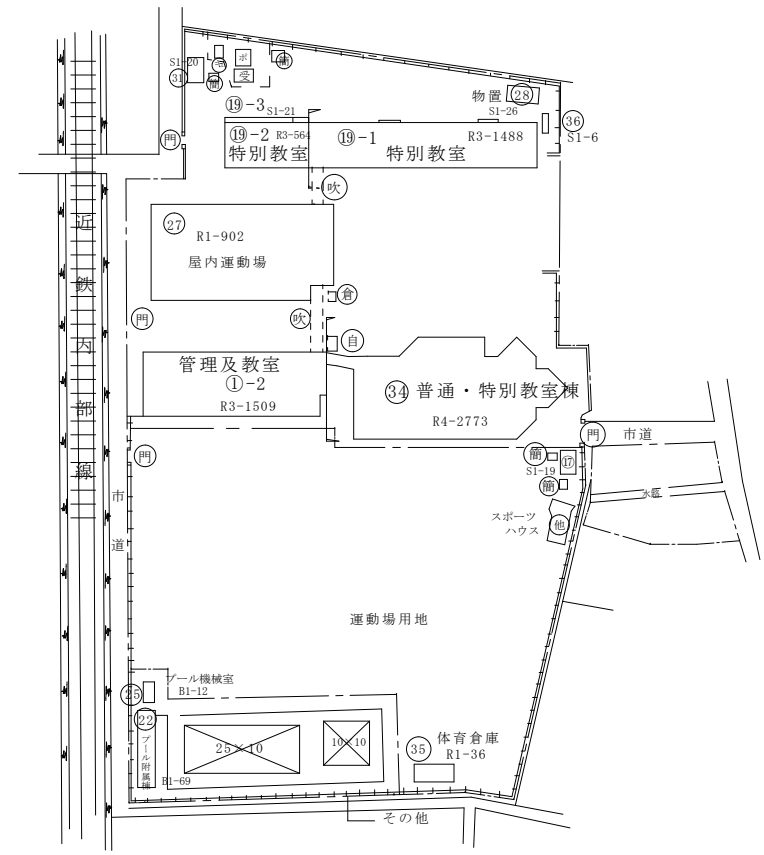 S1-20
㉛
簡
ポ
受
簡
⑲-3 S1-21
物置 ㉘
S1-26
㊱
S1-6
⑲-2 R3-564
特別教室
⑲-1 R3-1488
特別教室
門
吹
㉗
R1-902
屋内運動場
倉
門
吹
自
管理及教室
①-2
R3-1509
㉞ 普通・特別教室棟
R4-2773
近鉄内部線
門
市道
門
市道
簡
⑰
S1-19
簡
水路
スポーツ
ハウス
他
運動場用地
プール機械室
B1-12
㉕
㉒
プール附属棟
B1-69
25×10
10×10
㉟
体育倉庫
R1-36
その他